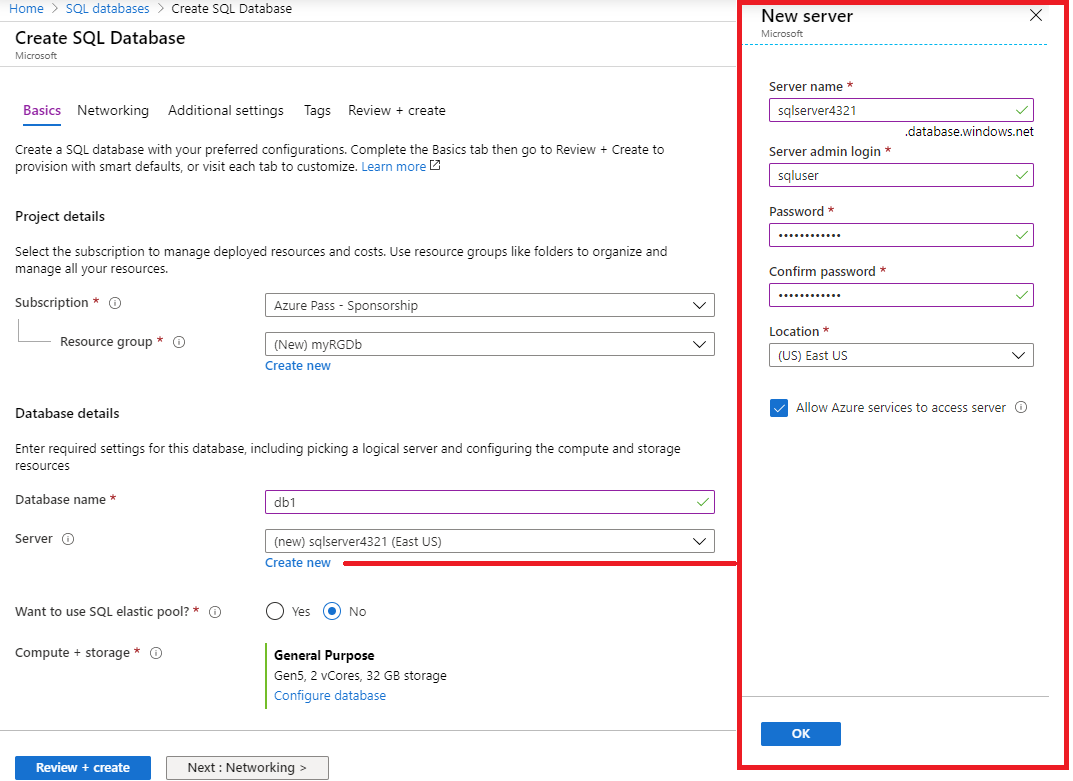 Home > SQL databases > Create SQL Database
Create SQL Database
Microsoft
Basics Networking Additional settings Tags Review + create
Create a SQL database with your preferred configurations. Complete the Basics tab then go to Review + Create to
provision with smart defaults, or visit each tab to customize. Learn more
Project details
Select the subscription to manage deployed resources and costs. Use resource groups like folders to organize and
manage all your resources.
Subscription *
Azure Pass - Sponsorship
Resource group *
(New) myRGDb
Create new
Database details
Enter required settings for this database, including picking a logical server and configuring the compute and storage
resources
Database name *
db1
Server
(new) sqlserver4321 (East US)
Create new
Want to use SQL elastic pool? *
Yes No
Compute + storage *
General Purpose
Gen5, 2 vCores, 32 GB storage
Configure database
Review + create
Next : Networking >
New server
Microsoft
Server name *
sqlserver4321
.database.windows.net
Server admin login *
sqluser
Password *
••••••••••••
Confirm password *
••••••••••••
Location *
(US) East US
Allow Azure services to access server
OK